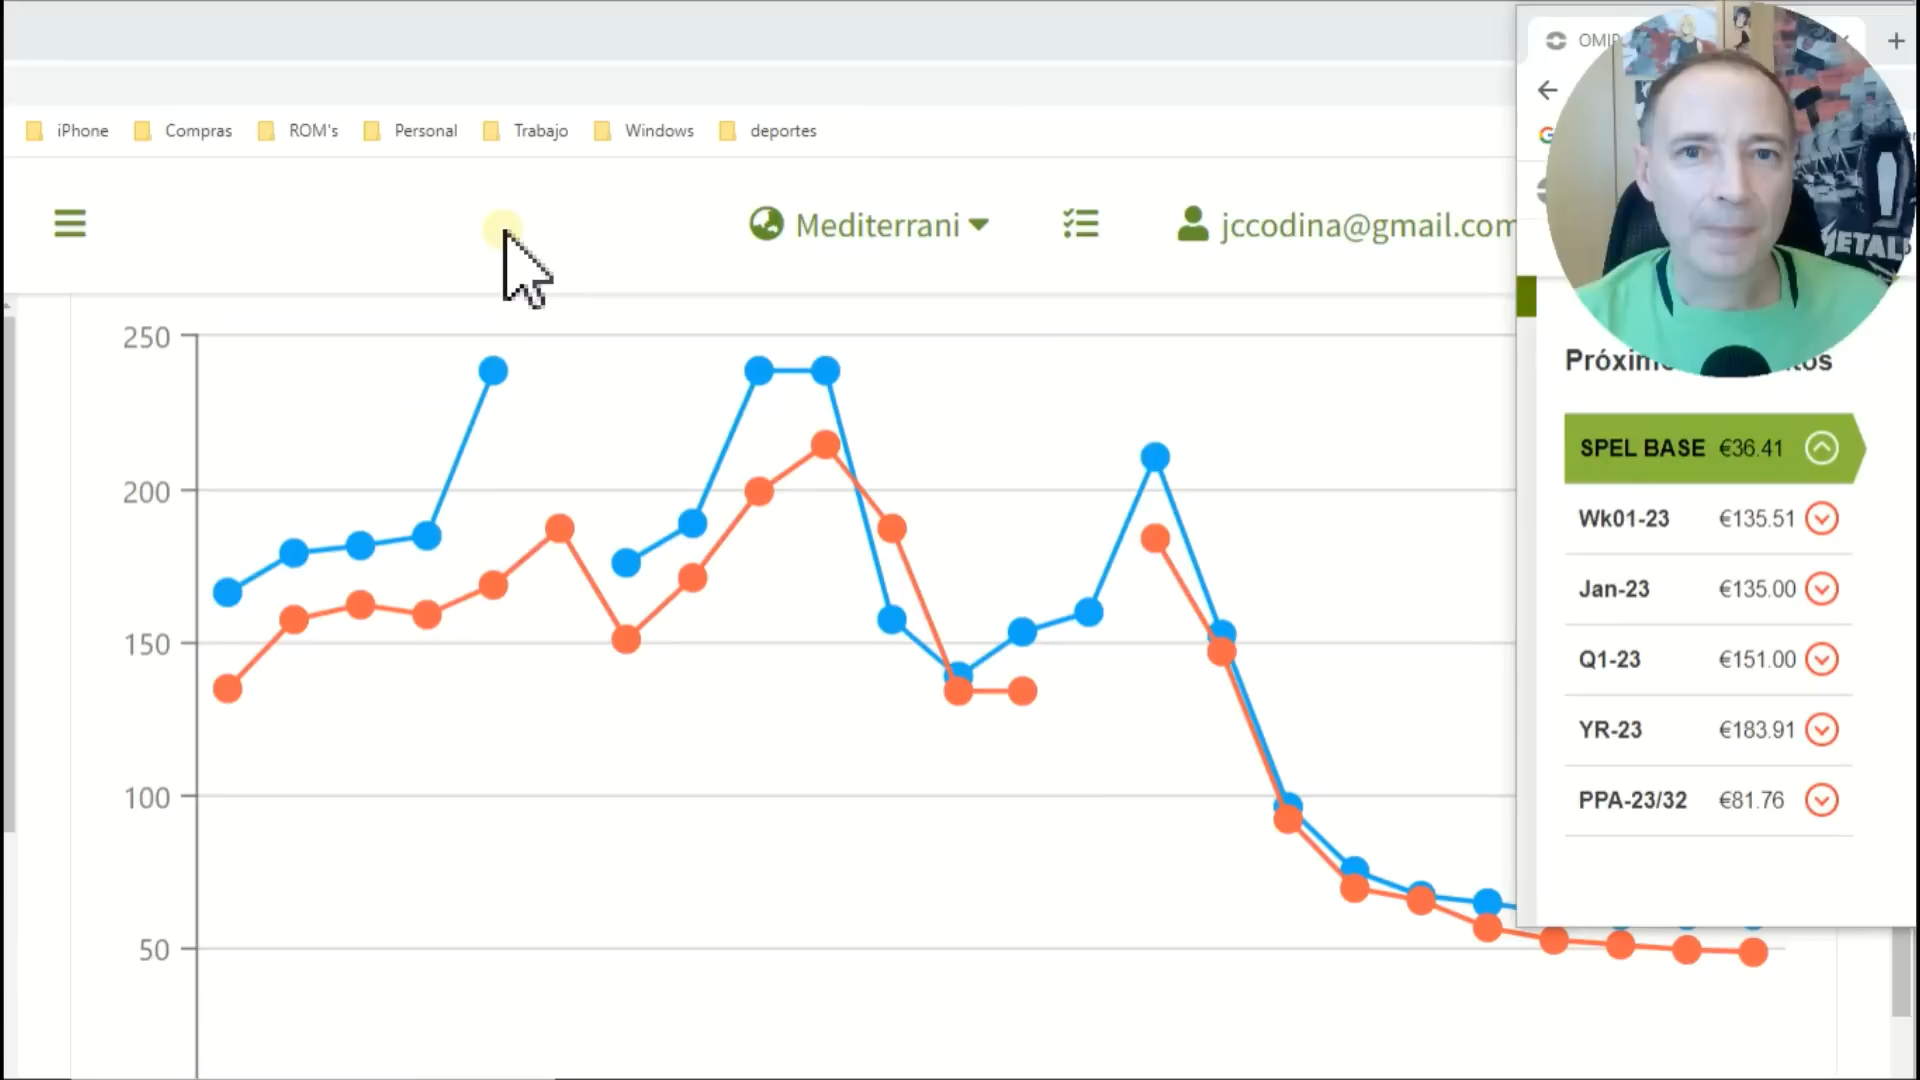 OMIP
iPhone
Compras
ROM's
Personal
Trabajo
Windows
deportes
Mediterrani
jccodina@gmail.com
METAL
250
200
150
100
50
SPEL BASE €36.41
Wk01-23 €135.51
Jan-23 €135.00
Q1-23 €151.00
YR-23 €183.91
PPA-23/32 €81.76